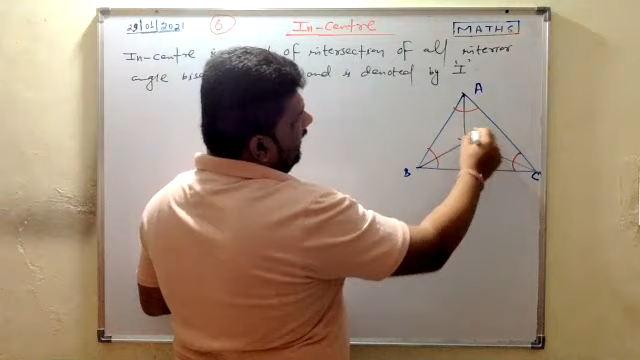 29/01/2021 6 In-Centre MATHS
In-centre is of intersection of all interior
angle and is denoted by 'I'
A
B
C